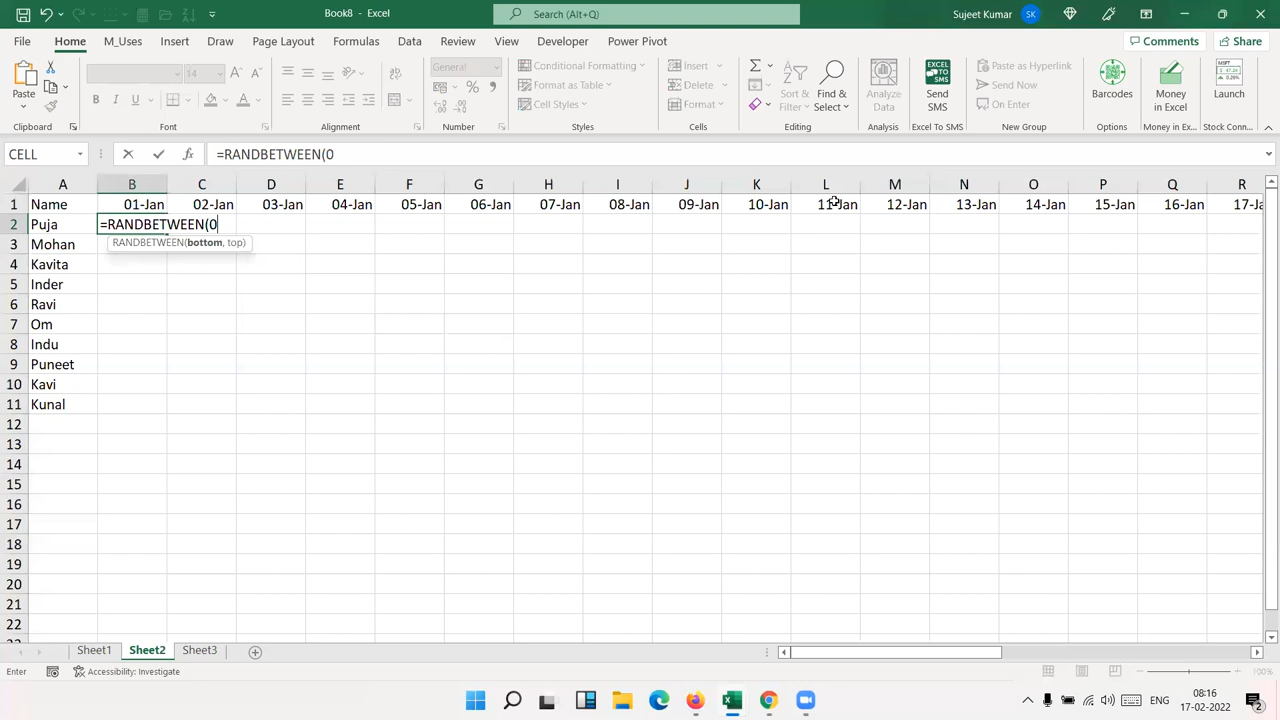 Book8 - Excel
Search (Alt+Q)
Sujeet Kumar
SK
File
Home
M_Uses
Insert
Draw
Page Layout
Formulas
Data
Review
View
Developer
Power Pivot
Comments
Share
Paste
14
General
Conditional Formatting
Format as Table
Cell Styles
Insert
Delete
Format
Sort & Filter
Find & Select
Analyze Data
Send SMS
Paste as Hyperlink
Send Now
On Enter
Barcodes
Money in Excel
Launch
Clipboard
Font
Alignment
Number
Styles
Cells
Editing
Analysis
Excel To SMS
New Group
Options
Money in Ex...
Stock Conn...
CELL
=RANDBETWEEN(0
A B C D E F G H I J K L M N O P Q R
1 Name 01-Jan 02-Jan 03-Jan 04-Jan 05-Jan 06-Jan 07-Jan 08-Jan 09-Jan 10-Jan 11-Jan 12-Jan 13-Jan 14-Jan 15-Jan 16-Jan 17-Jan
2 Puja =RANDBETWEEN(0
RANDBETWEEN(bottom, top)
3 Mohan
4 Kavita
5 Inder
6 Ravi
7 Om
8 Indu
9 Puneet
10 Kavi
11 Kunal
12
13
14
15
16
17
18
19
20
21
22
Sheet1
Sheet2
Sheet3
Enter
Accessibility: Investigate
100%
ENG
08:16
17-02-2022
2